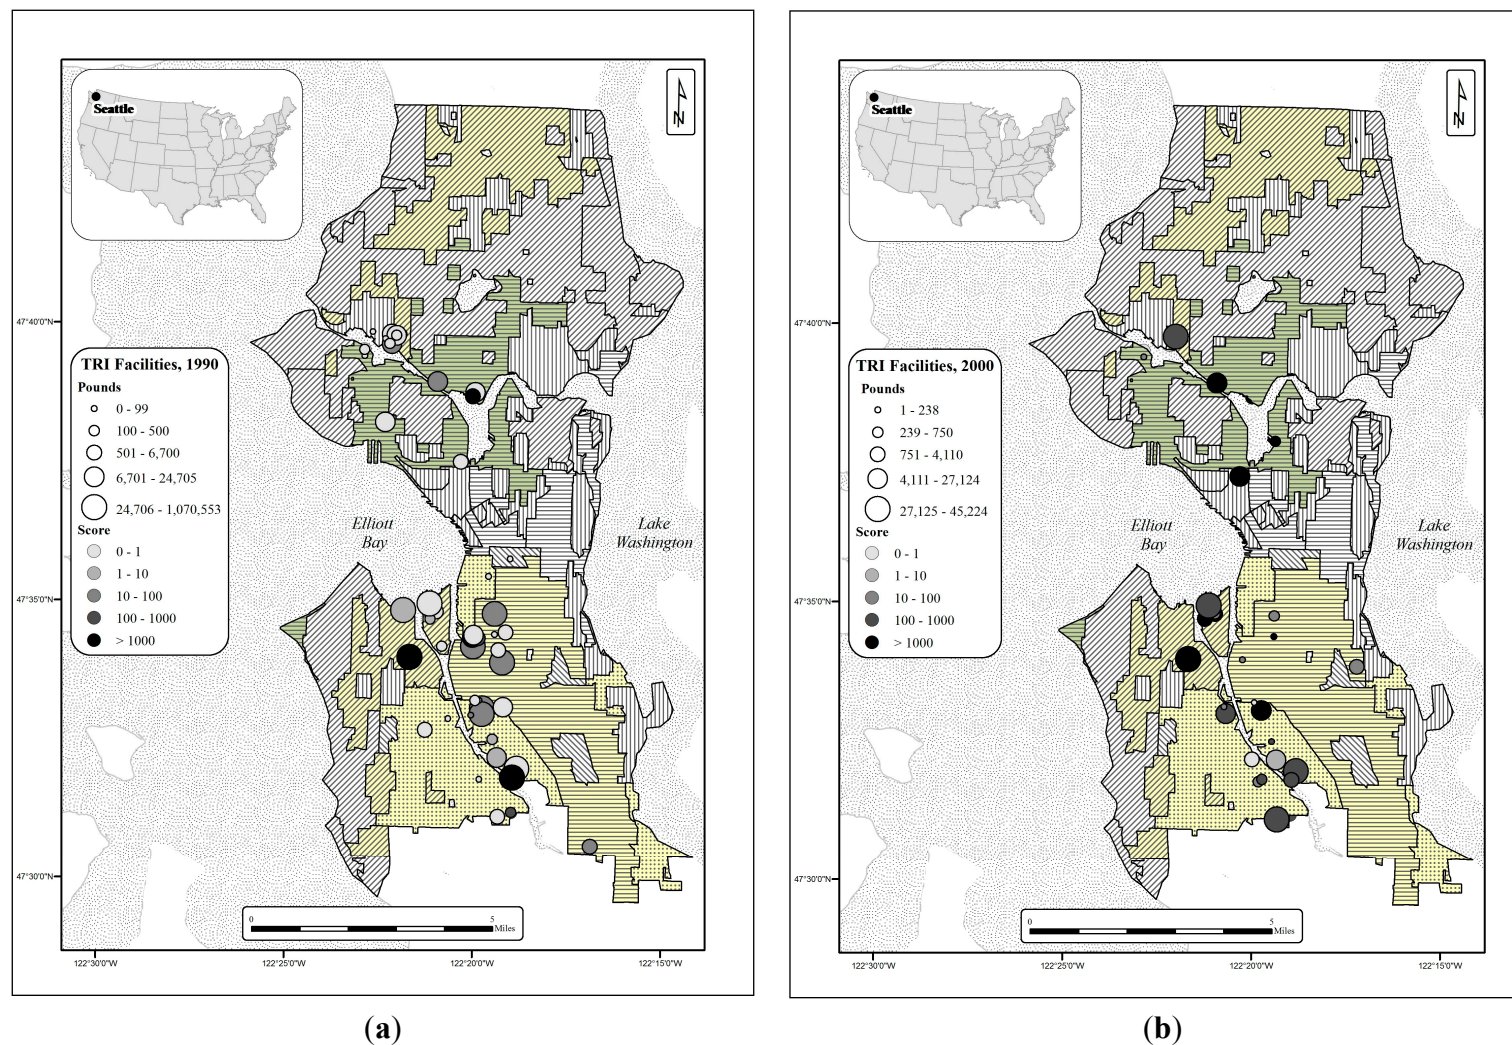 Seattle
N
47°40'0"N
TRI Facilities, 1990
Pounds
0 - 99
100 - 500
501 - 6,700
6,701 - 24,705
24,706 - 1,070,553
Score
0 - 1
1 - 10
10 - 100
100 - 1000
> 1000
Elliott
Bay
Lake
Washington
47°35'0"N
47°30'0"N
0 5
Miles
122°30'0"W 122°25'0"W 122°20'0"W 122°15'0"W
(a)
Seattle
N
47°40'0"N
TRI Facilities, 2000
Pounds
1 - 238
239 - 750
751 - 4,110
4,111 - 27,124
27,125 - 45,224
Score
0 - 1
1 - 10
10 - 100
100 - 1000
> 1000
Elliott
Bay
Lake
Washington
47°35'0"N
47°30'0"N
0 5
Miles
122°30'0"W 122°25'0"W 122°20'0"W 122°15'0"W
(b)